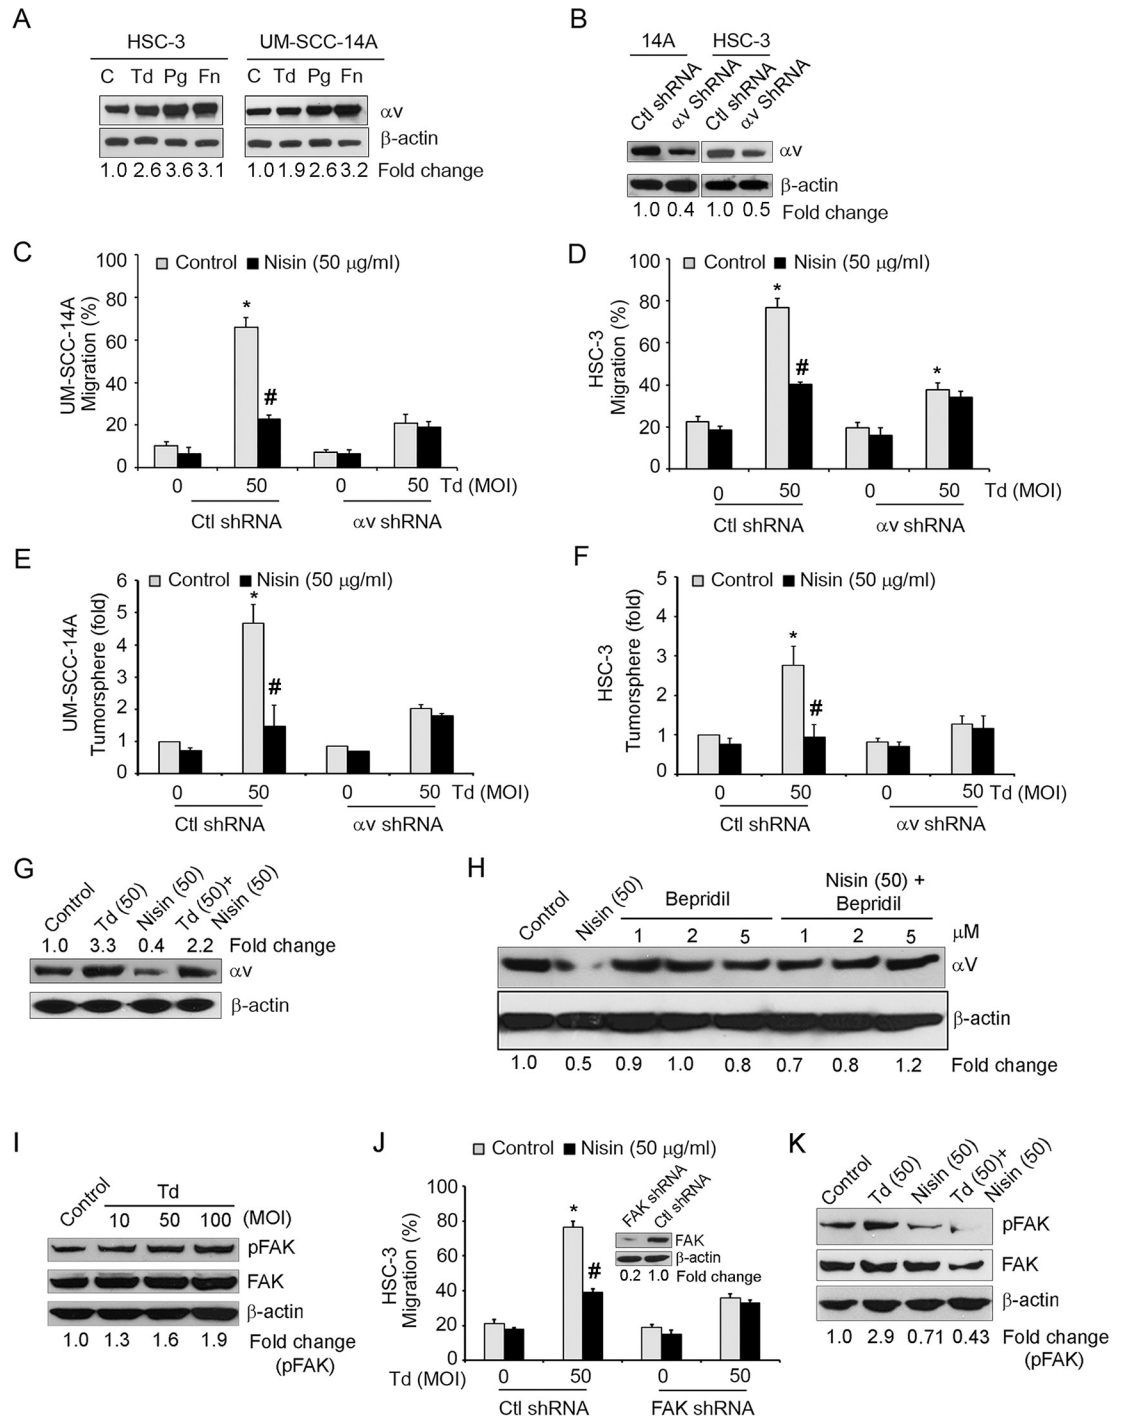 A
HSC-3 UM-SCC-14A
C Td Pg Fn C Td Pg Fn
αv
β-actin
1.0 2.6 3.6 3.1 1.0 1.9 2.6 3.2 Fold change
B
14A HSC-3
Ctl shRNA αv ShRNA Ctl shRNA αv ShRNA
αv
β-actin
1.0 0.4 1.0 0.5 Fold change
C
Control Nisin (50 μg/ml)
UM-SCC-14A
Migration (%)
100
80
60
40
20
0
*
#
0 50 0 50 Td (MOI)
Ctl shRNA αv shRNA
D
Control Nisin (50 μg/ml)
HSC-3
Migration (%)
100
80
60
40
20
0
*
#
*
0 50 0 50 Td (MOI)
Ctl shRNA αv shRNA
E
Control Nisin (50 μg/ml)
UM-SCC-14A
Tumorsphere (fold)
6
5
4
3
2
1
0
*
#
0 50 0 50 Td (MOI)
Ctl shRNA αv shRNA
F
Control Nisin (50 μg/ml)
HSC-3
Tumorsphere (fold)
5
4
3
2
1
0
*
#
0 50 0 50 Td (MOI)
Ctl shRNA αv shRNA
G
Control Td (50) Nisin (50) Td (50)+ Nisin (50)
1.0 3.3 0.4 2.2 Fold change
αv
β-actin
H
Control Nisin (50) Bepridil Nisin (50) + Bepridil
1 2 5 1 2 5 μM
αV
β-actin
1.0 0.5 0.9 1.0 0.8 0.7 0.8 1.2 Fold change
I
Control Td
10 50 100 (MOI)
pFAK
FAK
β-actin
1.0 1.3 1.6 1.9 Fold change
(pFAK)
J
Control Nisin (50 μg/ml)
HSC-3
Migration (%)
100
80
60
40
20
0
*
#
FAK shRNA Ctl shRNA
FAK
β-actin
0.2 1.0 Fold change
Td (MOI) 0 50 0 50
Ctl shRNA FAK shRNA
K
Control Td (50) Nisin (50) Td (50)+ Nisin (50)
pFAK
FAK
β-actin
1.0 2.9 0.71 0.43 Fold change
(pFAK)